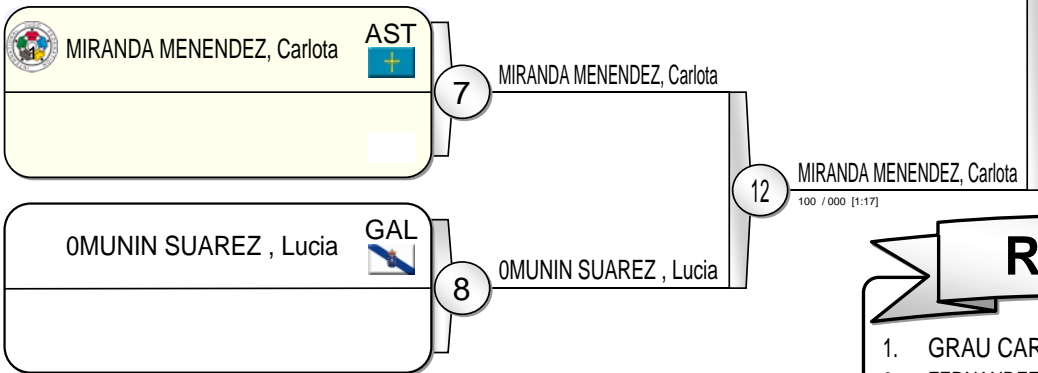 MIRANDA MENENDEZ, Carlota AST
7
MIRANDA MENENDEZ, Carlota
12
MIRANDA MENENDEZ, Carlota
100 / 000 [1:17]
0MUNIN SUAREZ , Lucia GAL
8
0MUNIN SUAREZ , Lucia
R
1. GRAU CAR